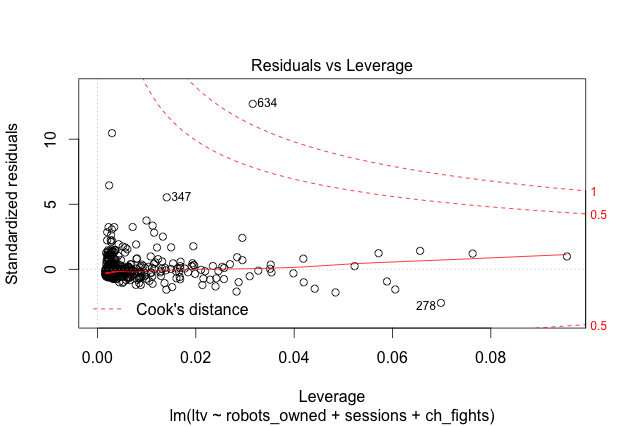 Residuals vs Leverage
Standardized residuals
10
5
0
634
347
278
1
0.5
0.5
Cook's distance
0.00 0.02 0.04 0.06 0.08
Leverage
lm(ltv ~ robots_owned + sessions + ch_fights)